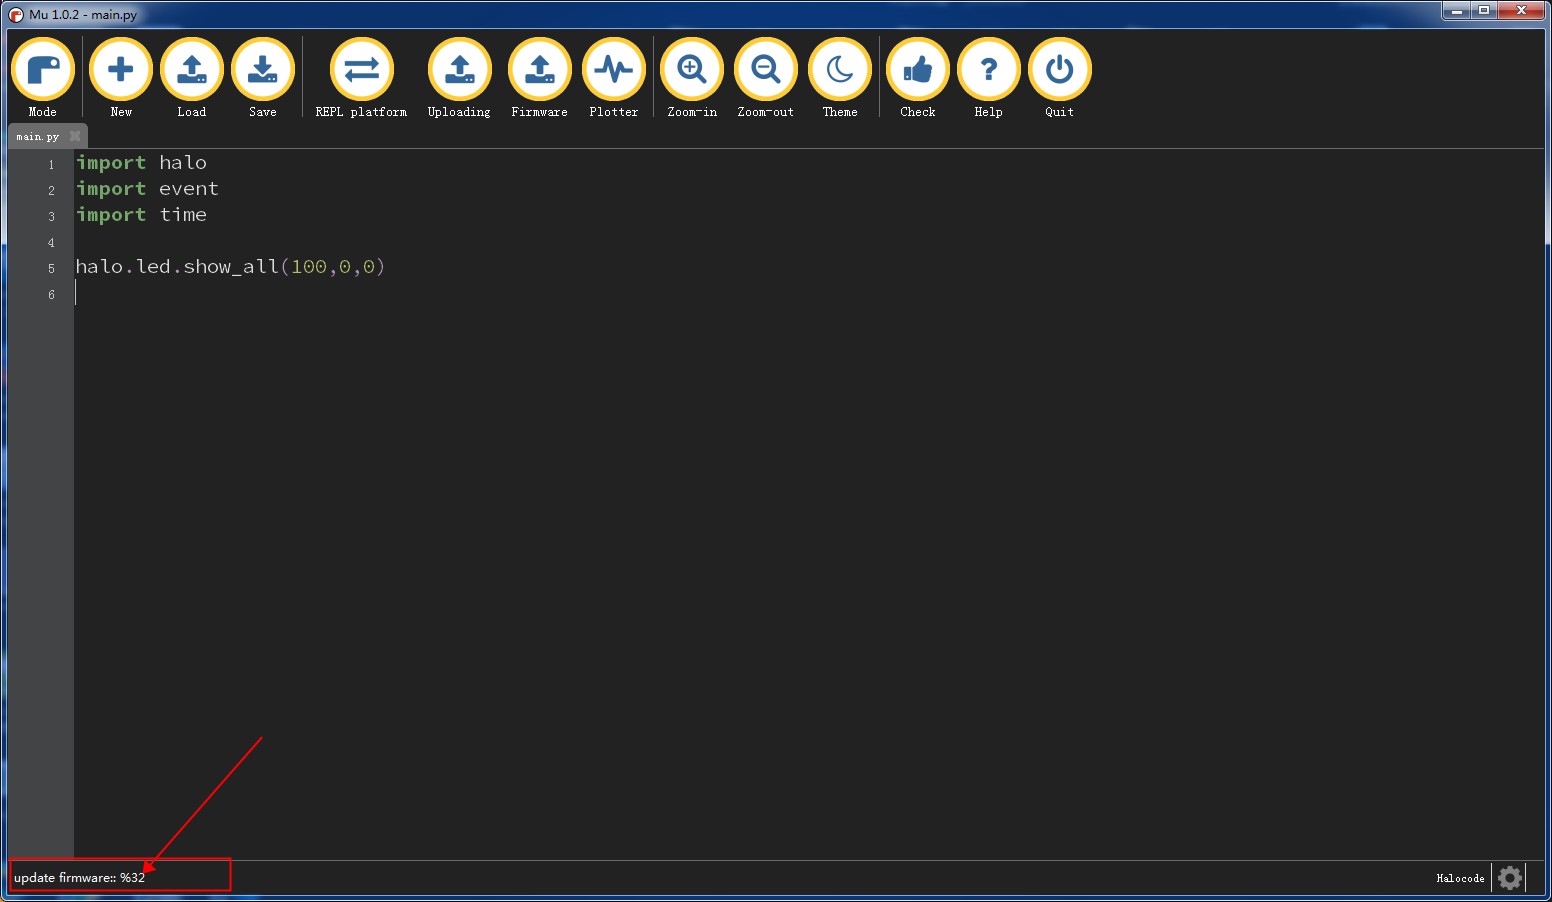 Mu 1.0.2 - main.py
Mode New Load Save REPL platform Uploading Firmware Plotter Zoom-in Zoom-out Theme Check Help Quit
main.py
1 import halo
2 import event
3 import time
4
5 halo.led.show_all(100,0,0)
6
update firmware:: %32
Halocode